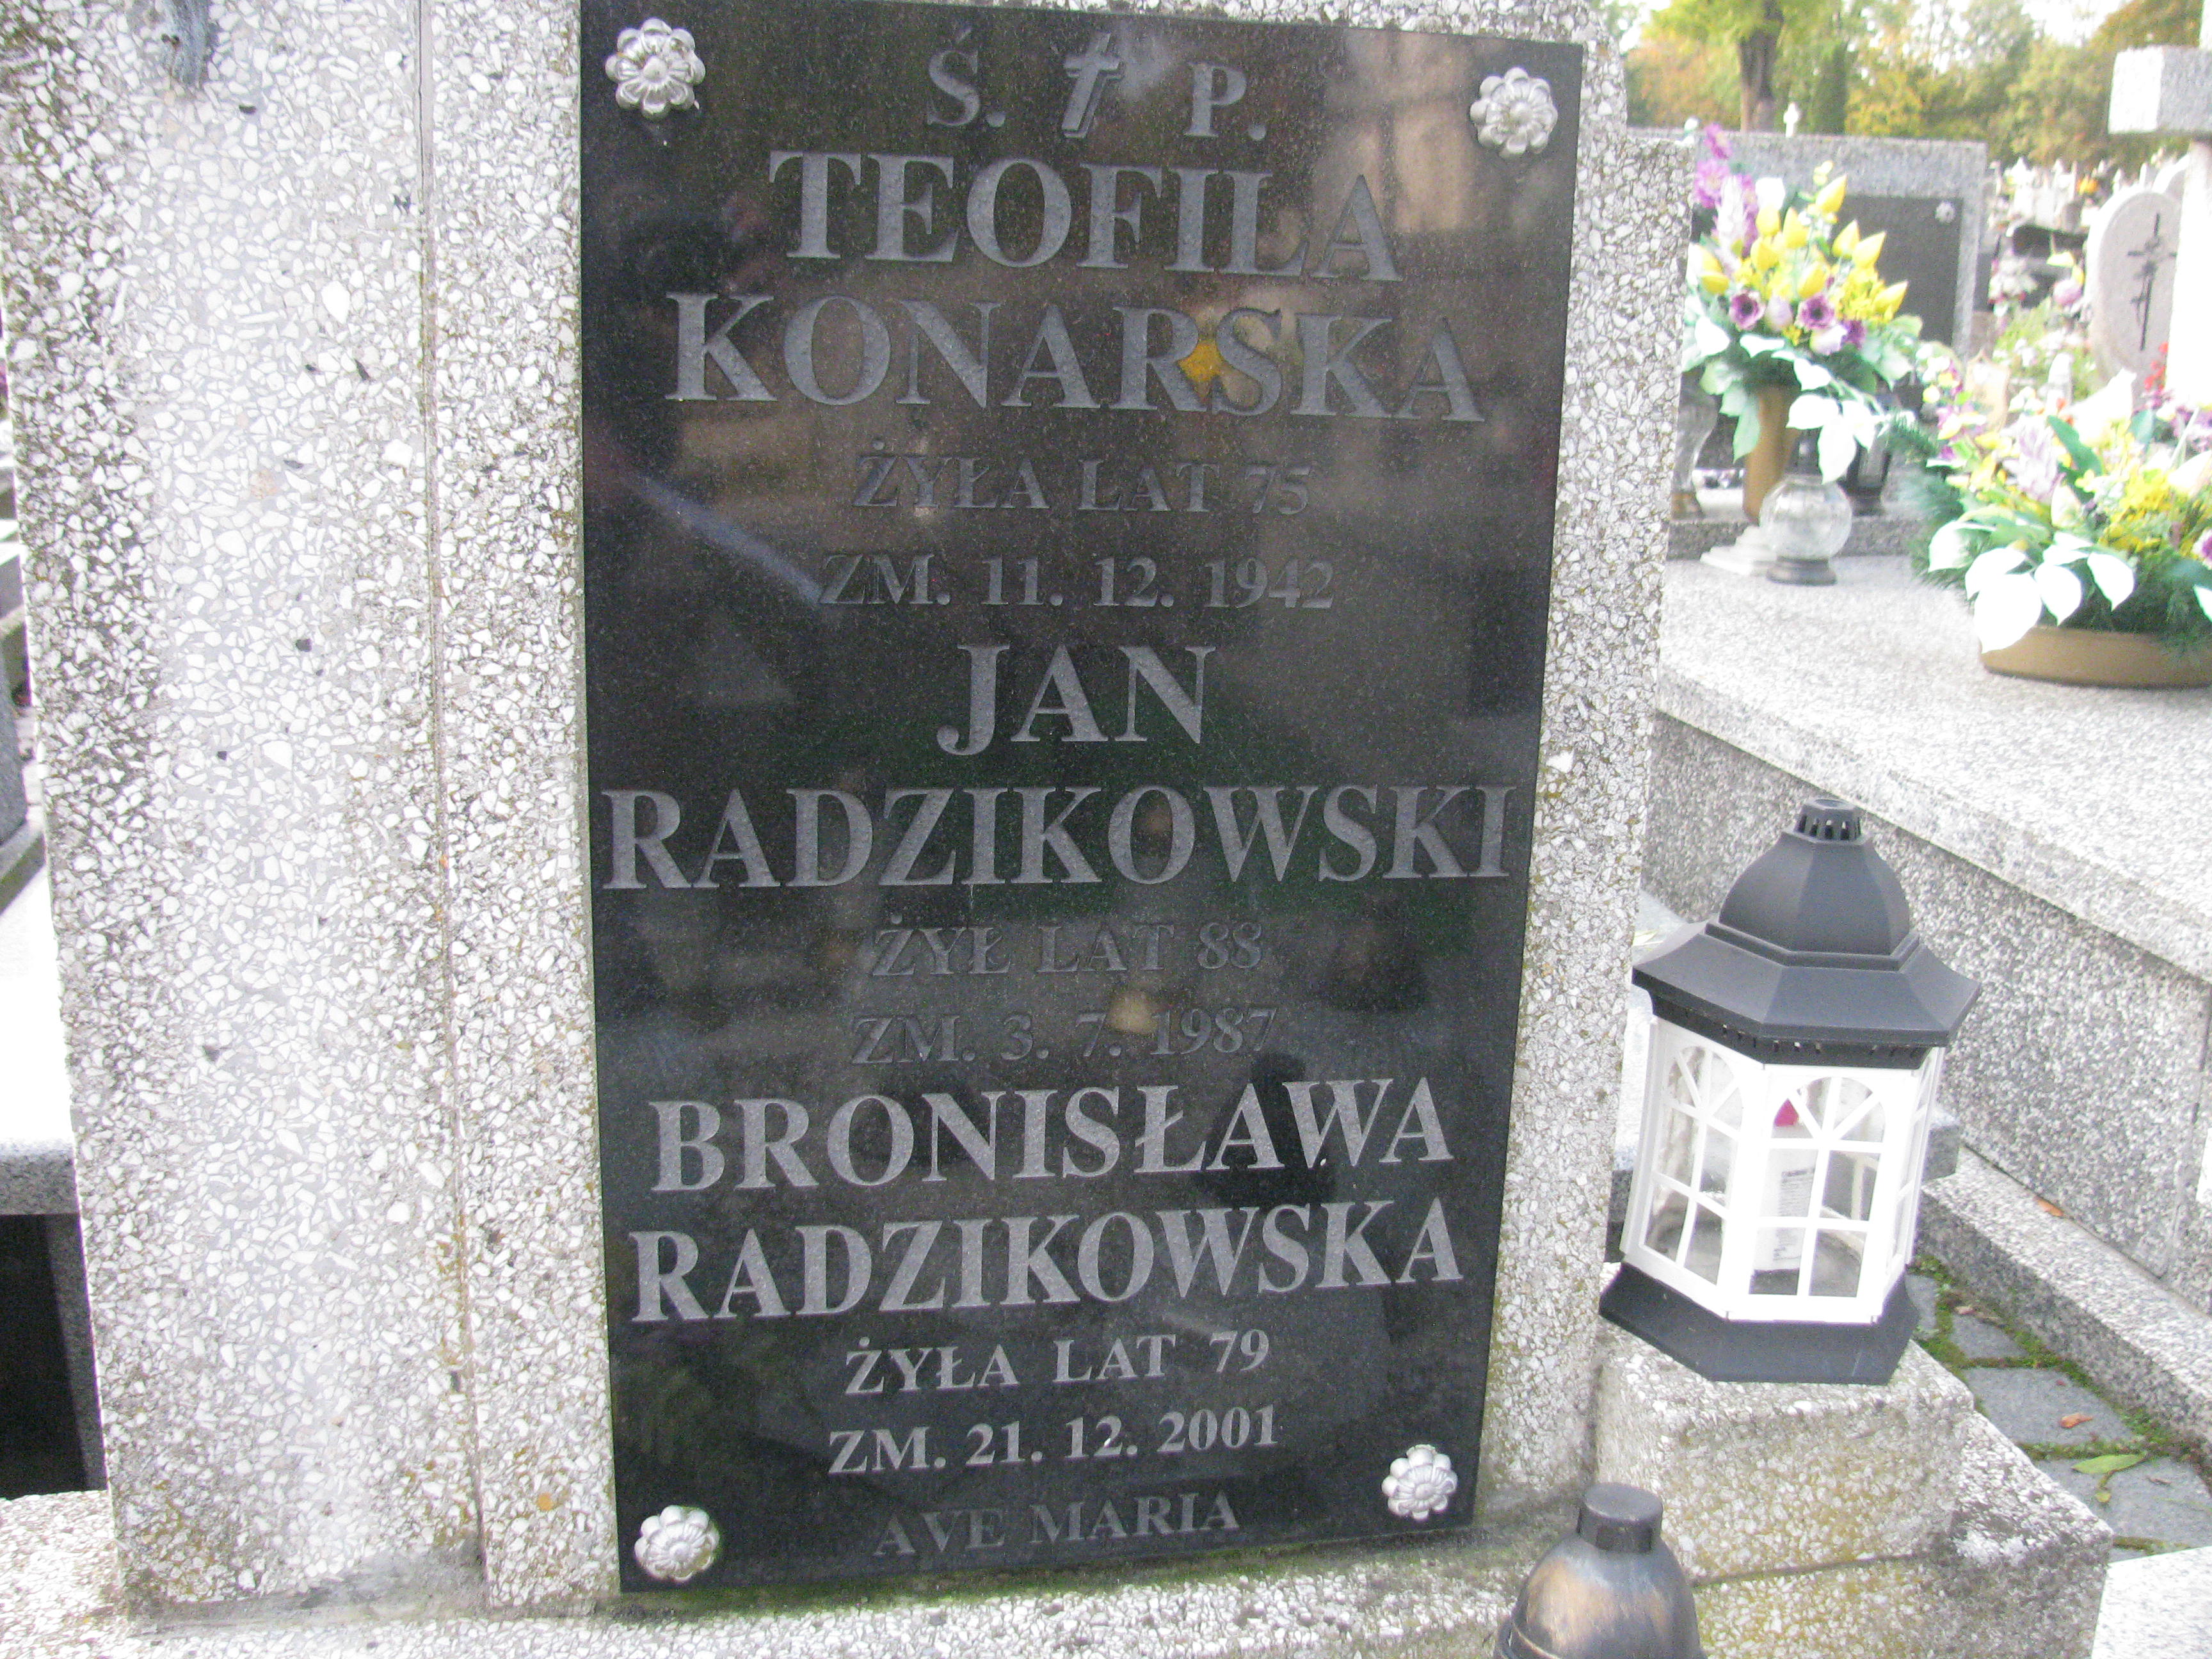 Ś. † P.
TEOFILA
KONARSKA
ŻYŁA LAT 75
ZM. 11. 12. 1942
JAN
RADZIKOWSKI
ŻYŁ LAT 88
ZM. 3. 7. 1987
BRONISŁAWA
RADZIKOWSKA
ŻYŁA LAT 79
ZM. 21. 12. 2001
AVE MARIA